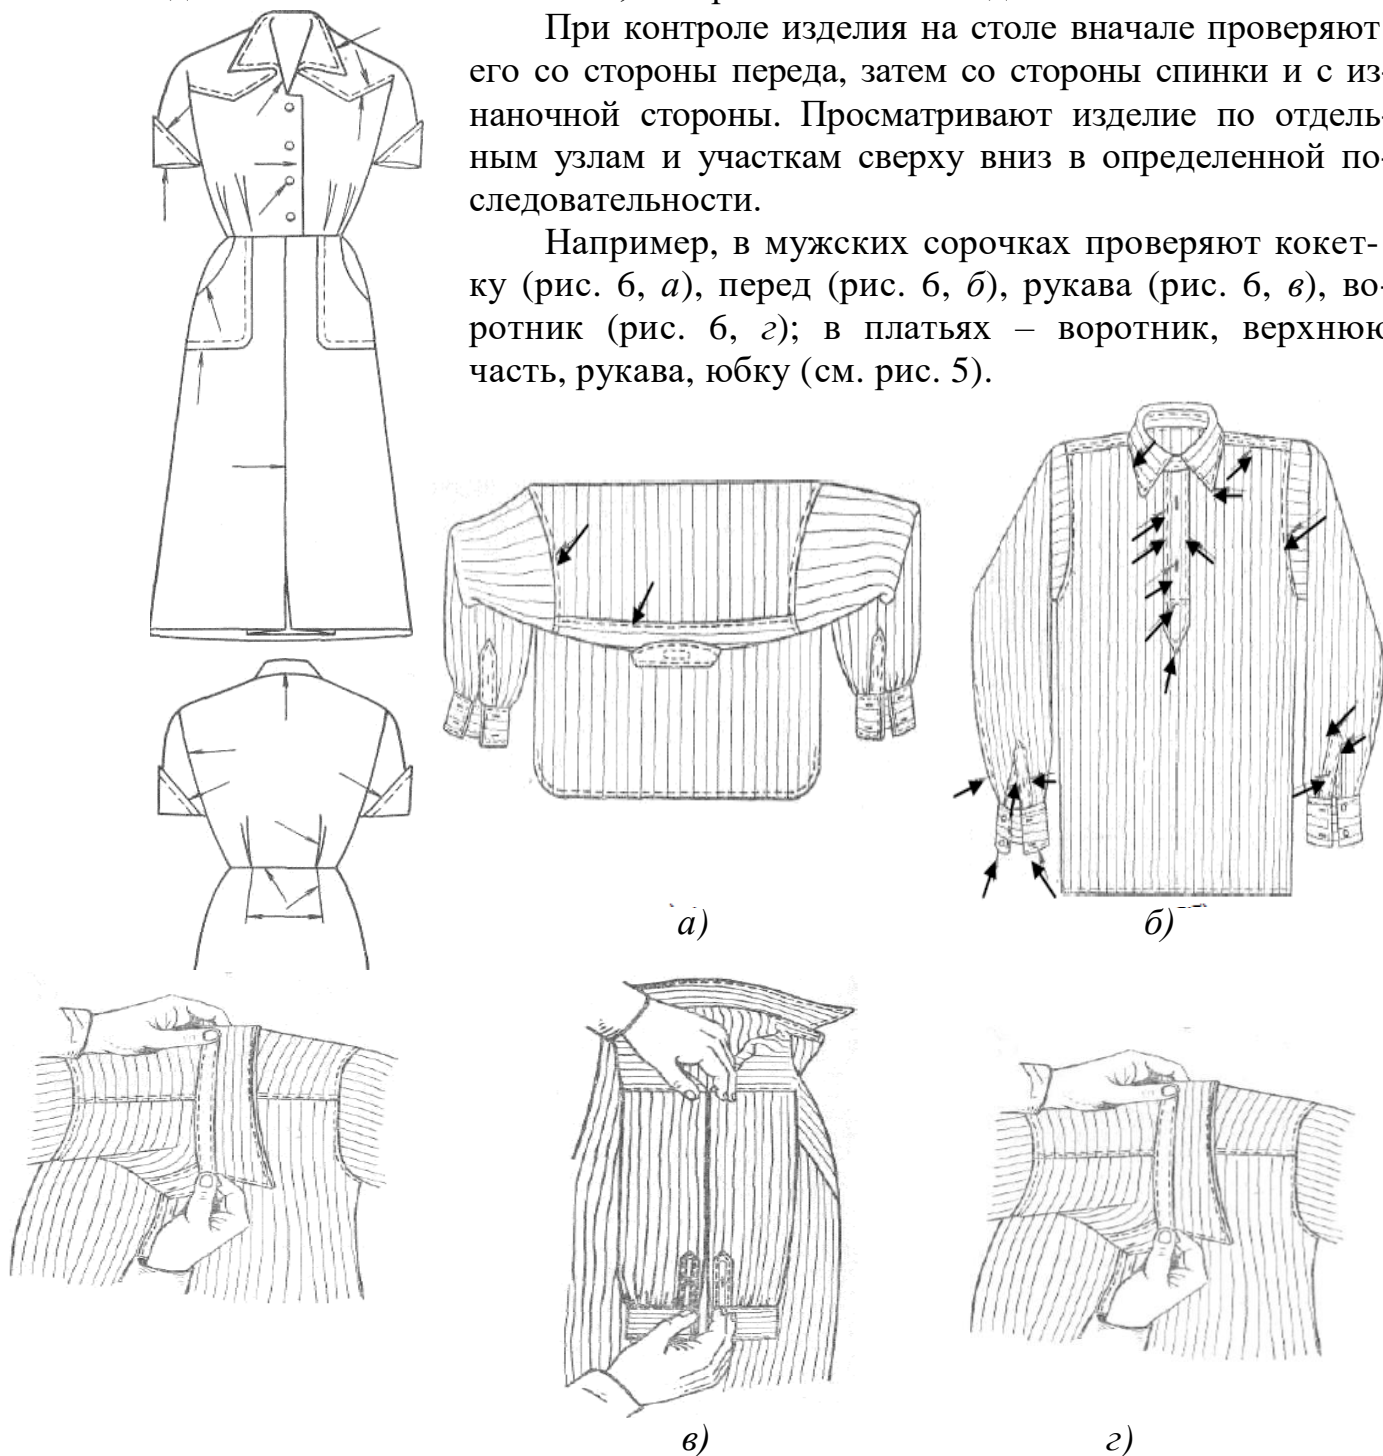 При контроле изделия на столе вначале проверяют
его со стороны переда, затем со стороны спинки и с из-
наночной стороны. Просматривают изделие по отдель-
ным узлам и участкам сверху вниз в определенной по-
следовательности.
Например, в мужских сорочках проверяют кокет-
ку (рис. 6, а), перед (рис. 6, б), рукава (рис. 6, в), во-
ротник (рис. 6, г); в платьях – воротник, верхнюю
часть, рукава, юбку (см. рис. 5).
а)
б)
в)
г)